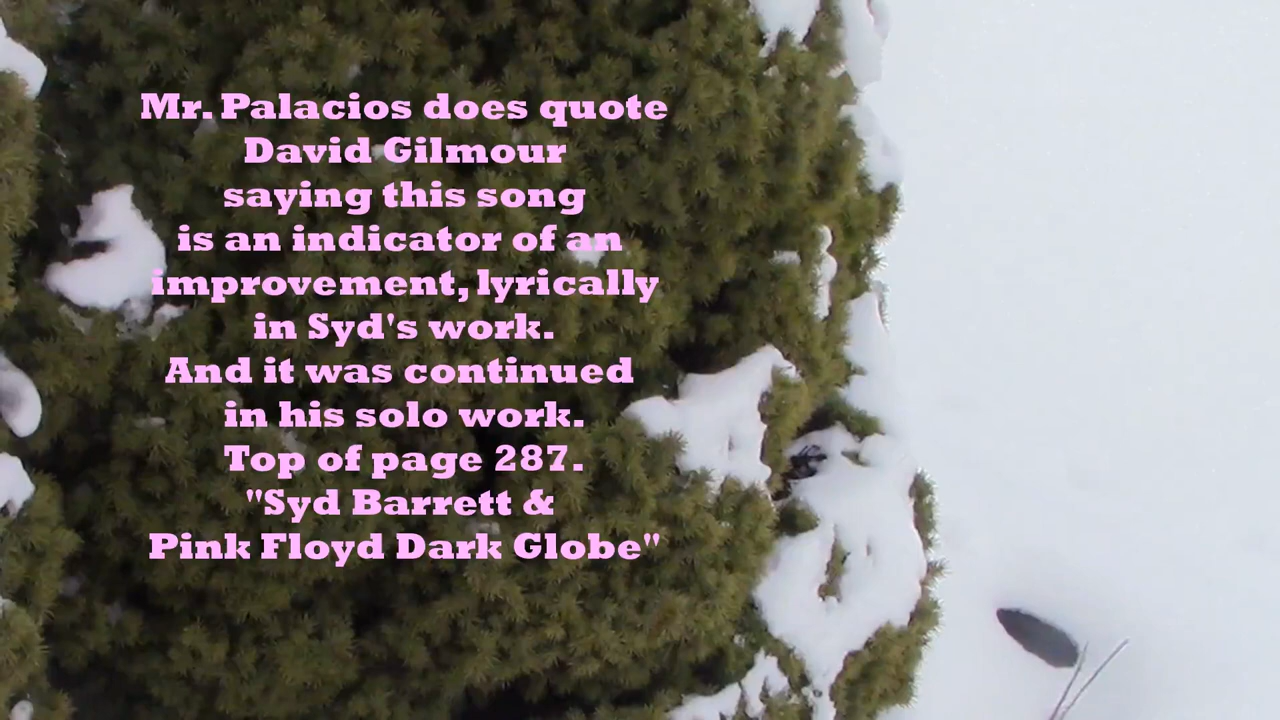 Mr. Palacios does quote
David Gilmour
saying this song
is an indicator of an
improvement, lyrically
in Syd's work.
And it was continued
in his solo work.
Top of page 287.
"Syd Barrett &
Pink Floyd Dark Globe"